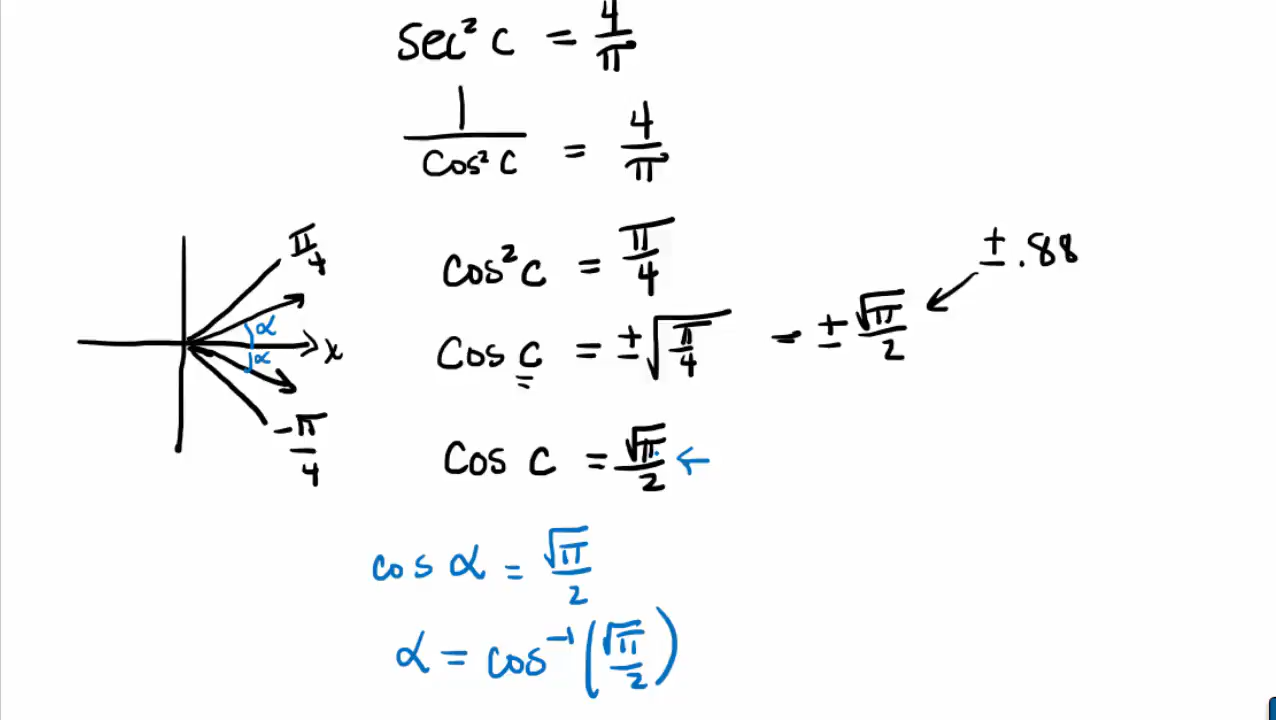 sec² c = 4/π
1/cos² c = 4/π
cos² c = π/4
cos c = ±√(π/4) = ±√π/2
±.88
cos c = √π/2 ←
π/4
α
x
α
-π/4
cos α = √π/2
α = cos⁻¹(√π/2)